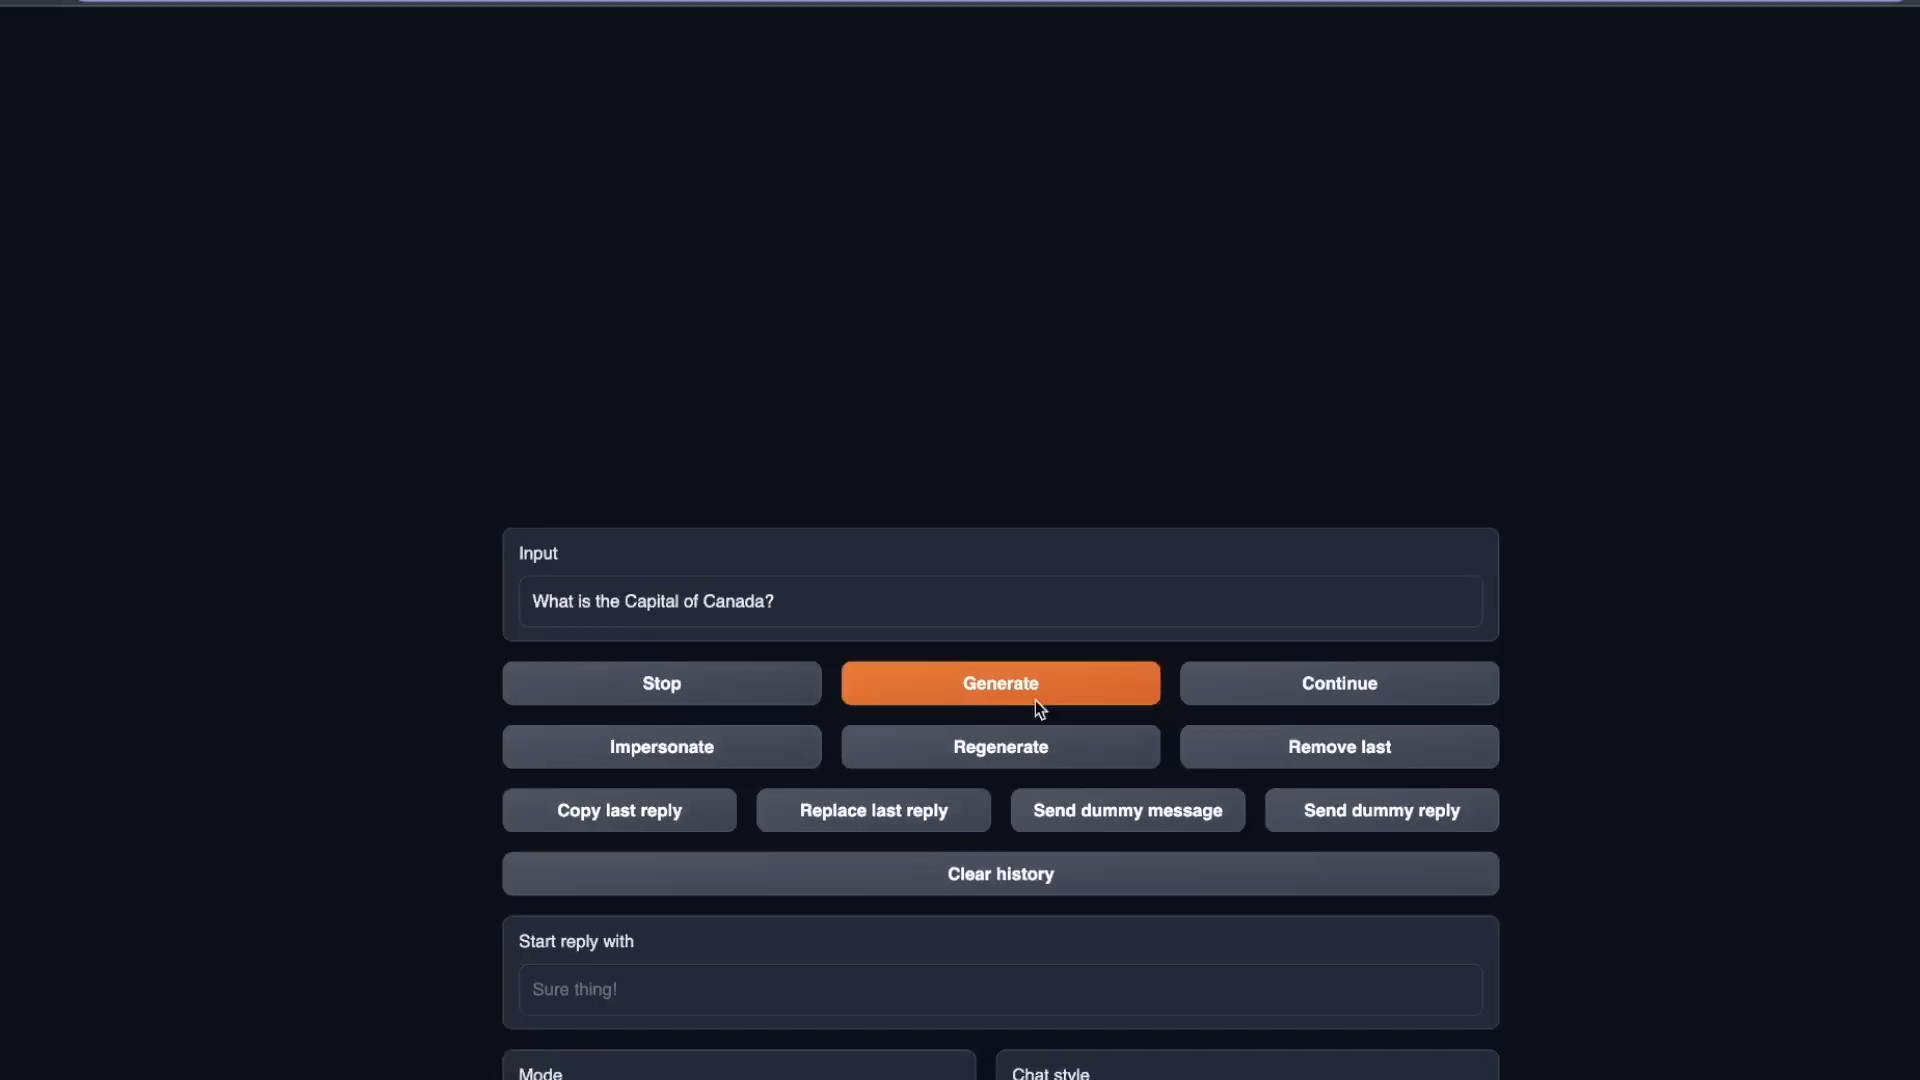 Input
What is the Capital of Canada?
Stop Generate Continue
Impersonate Regenerate Remove last
Copy last reply Replace last reply Send dummy message Send dummy reply
Clear history
Start reply with
Sure thing!
Mode Chat style